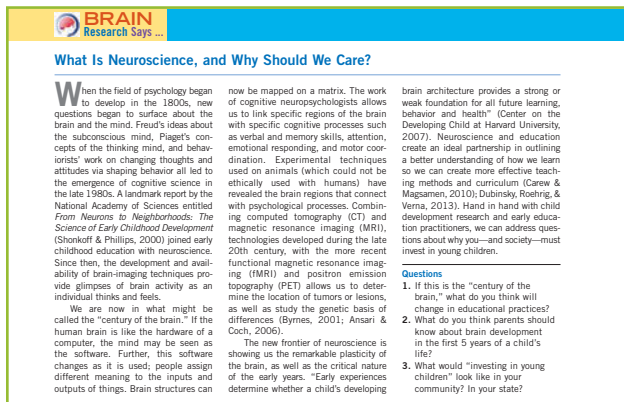 BRAIN
Research Says ...
What Is Neuroscience, and Why Should We Care?
When the field of psychology began
to develop in the 1800s, new
questions began to surface about the
brain and the mind. Freud's ideas about
the subconscious mind, Piaget's con-
cepts of the thinking mind, and behav-
iorists' work on changing thoughts and
attitudes via shaping behavior all led to
the emergence of cognitive science in
the late 1980s. A landmark report by the
National Academy of Sciences entitled
From Neurons to Neighborhoods: The
Science of Early Childhood Development
(Shonkoff & Phillips, 2000) joined early
childhood education with neuroscience.
Since then, the development and avail-
ability of brain-imaging techniques pro-
vide glimpses of brain activity as an
individual thinks and feels.
We are now in what might be
called the "century of the brain." If the
human brain is like the hardware of a
computer, the mind may be seen as
the software. Further, this software
changes as it is used; people assign
different meaning to the inputs and
outputs of things. Brain structures can
now be mapped on a matrix. The work
of cognitive neuropsychologists allows
us to link specific regions of the brain
with specific cognitive processes such
as verbal and memory skills, attention,
emotional responding, and motor coor-
dination. Experimental techniques
used on animals (which could not be
ethically used with humans) have
revealed the brain regions that connect
with psychological processes. Combin-
ing computed tomography (CT) and
magnetic resonance imaging (MRI),
technologies developed during the late
20th century, with the more recent
functional magnetic resonance imag-
ing (fMRI) and positron emission
topography (PET) allows us to deter-
mine the location of tumors or lesions,
as well as study the genetic basis of
differences (Byrnes, 2001; Ansari &
Coch, 2006).
The new frontier of neuroscience is
showing us the remarkable plasticity of
the brain, as well as the critical nature
of the early years. "Early experiences
determine whether a child's developing
brain architecture provides a strong or
weak foundation for all future learning,
behavior and health" (Center on the
Developing Child at Harvard University,
2007). Neuroscience and education
create an ideal partnership in outlining
a better understanding of how we learn
so we can create more effective teach-
ing methods and curriculum (Carew &
Magsamen, 2010; Dubinsky, Roehrig, &
Verna, 2013). Hand in hand with child
development research and early educa-
tion practitioners, we can address ques-
tions about why you—and society—must
invest in young children.
Questions
1. If this is the "century of the
brain," what do you think will
change in educational practices?
2. What do you think parents should
know about brain development
in the first 5 years of a child's
life?
3. What would "investing in young
children" look like in your
community? In your state?